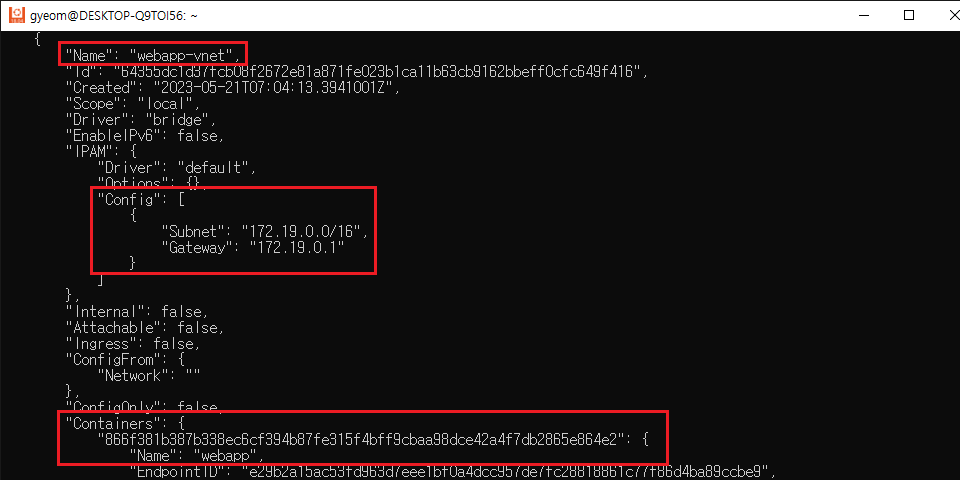 gyeom@DESKTOP-Q9TOI56: ~
{
"Name": "webapp-vnet",
"Id": "64355dc1d37fcb08f2672e81a871fe023b1ca11b63cb9162bbeff0cfc649f416",
"Created": "2023-05-21T07:04:13.3941001Z",
"Scope": "local",
"Driver": "bridge",
"EnableIPv6": false,
"IPAM": {
"Driver": "default",
"Options": {},
"Config": [
{
"Subnet": "172.19.0.0/16",
"Gateway": "172.19.0.1"
}
]
},
"Internal": false,
"Attachable": false,
"Ingress": false,
"ConfigFrom": {
"Network": ""
},
"ConfigOnly": false,
"Containers": {
"866f381b387b338ec6cf394b87fe315f4bff9cbaa98dce42a4f7db2865e864e2": {
"Name": "webapp",
"EndpointID": "e29b2a15ac53fd963d7eee1bf0a4dcc957de7fc28818861c77f86d4ba89ccbe9",